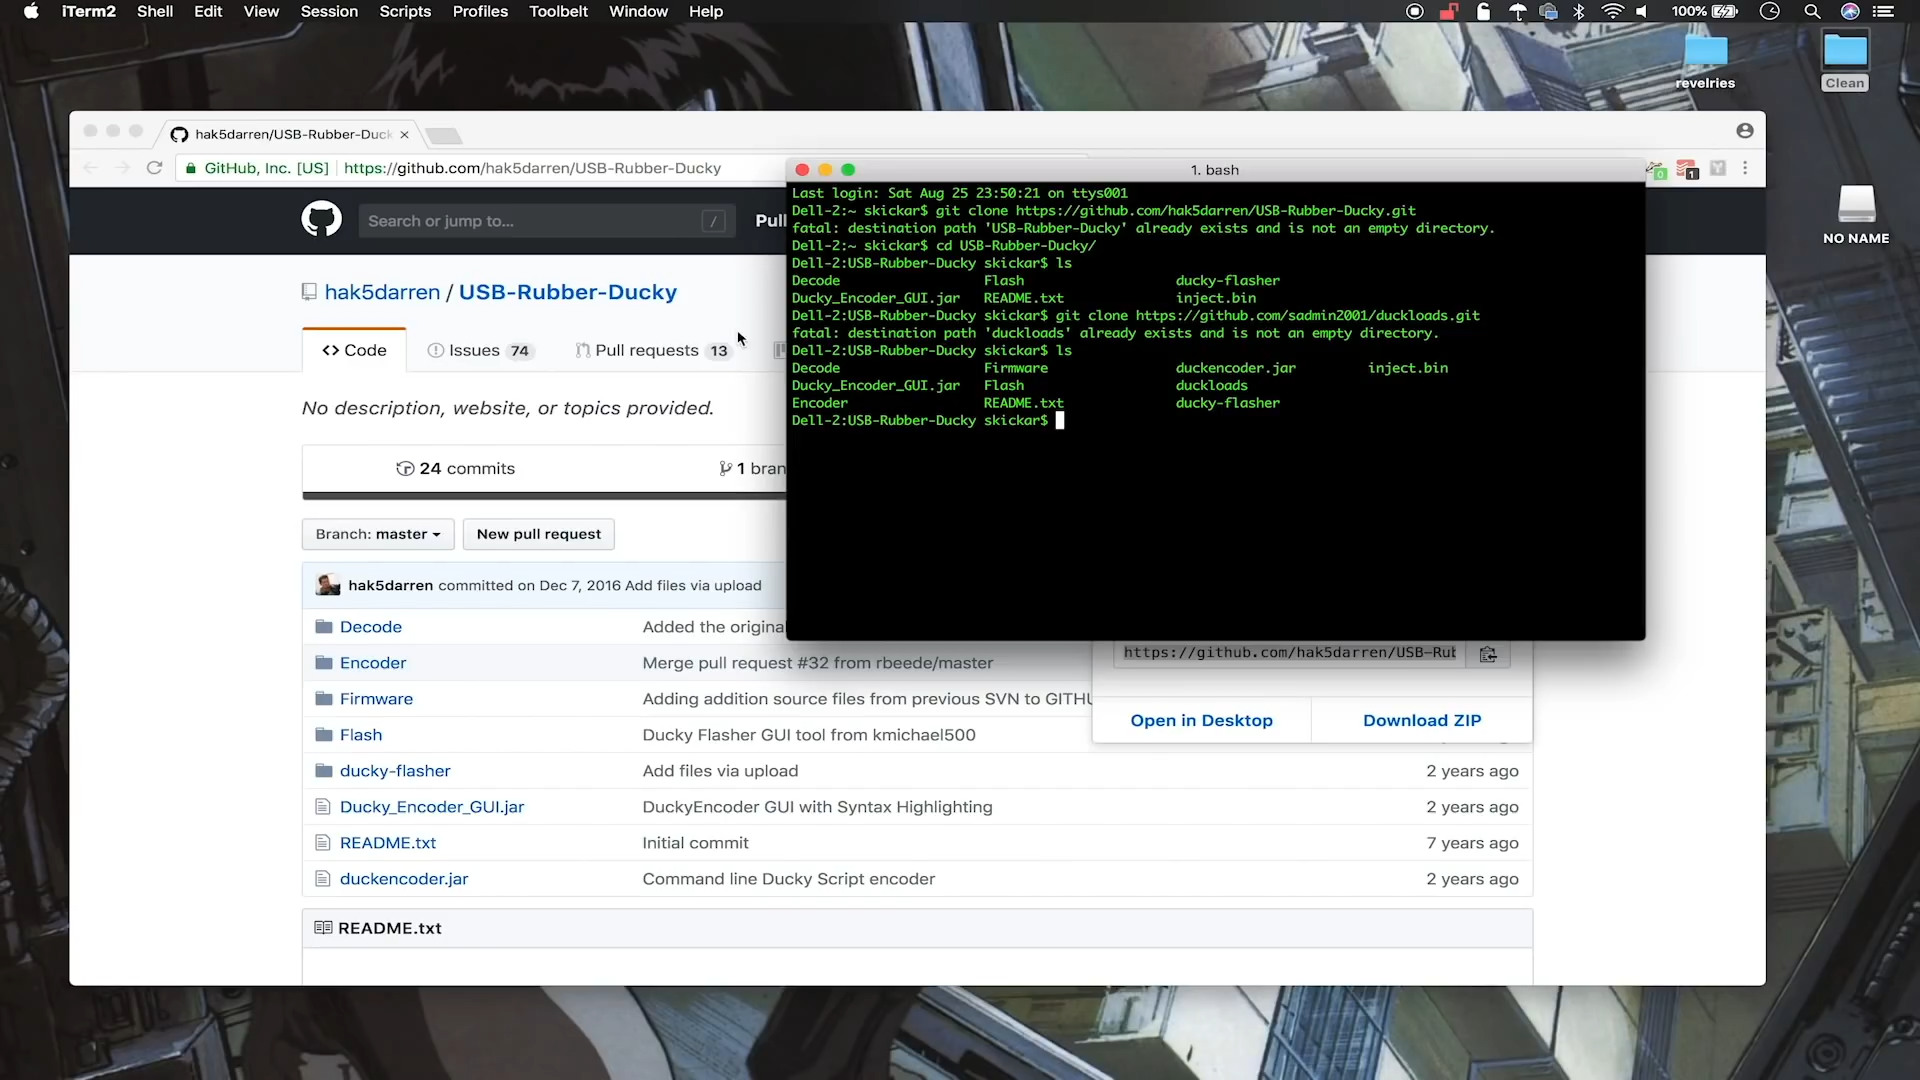 iTerm2 Shell Edit View Session Scripts Profiles Toolbelt Window Help 100%
revelries
Clean
NO NAME
hak5darren/USB-Rubber-Duck
GitHub, Inc. [US] https://github.com/hak5darren/USB-Rubber-Ducky
0 1
Search or jump to... /
Pull
hak5darren / USB-Rubber-Ducky
Code Issues 74 Pull requests 13
No description, website, or topics provided.
24 commits 1 bran
Branch: master New pull request
hak5darren committed on Dec 7, 2016 Add files via upload
Decode Added the origina
Encoder Merge pull request #32 from rbeede/master
Firmware Adding addition source files from previous SVN to GITHU
Flash Ducky Flasher GUI tool from kmichael500
ducky-flasher Add files via upload 2 years ago
Ducky_Encoder_GUI.jar DuckyEncoder GUI with Syntax Highlighting 2 years ago
README.txt Initial commit 7 years ago
duckencoder.jar Command line Ducky Script encoder 2 years ago
README.txt
https://github.com/hak5darren/USB-Rub
Open in Desktop Download ZIP
1. bash
Last login: Sat Aug 25 23:50:21 on ttys001
Dell-2:~ skickar$ git clone https://github.com/hak5darren/USB-Rubber-Ducky.git
fatal: destination path 'USB-Rubber-Ducky' already exists and is not an empty directory.
Dell-2:~ skickar$ cd USB-Rubber-Ducky/
Dell-2:USB-Rubber-Ducky skickar$ ls
Decode Flash ducky-flasher
Ducky_Encoder_GUI.jar README.txt inject.bin
Dell-2:USB-Rubber-Ducky skickar$ git clone https://github.com/sadmin2001/duckloads.git
fatal: destination path 'duckloads' already exists and is not an empty directory.
Dell-2:USB-Rubber-Ducky skickar$ ls
Decode Firmware duckencoder.jar inject.bin
Ducky_Encoder_GUI.jar Flash duckloads
Encoder README.txt ducky-flasher
Dell-2:USB-Rubber-Ducky skickar$